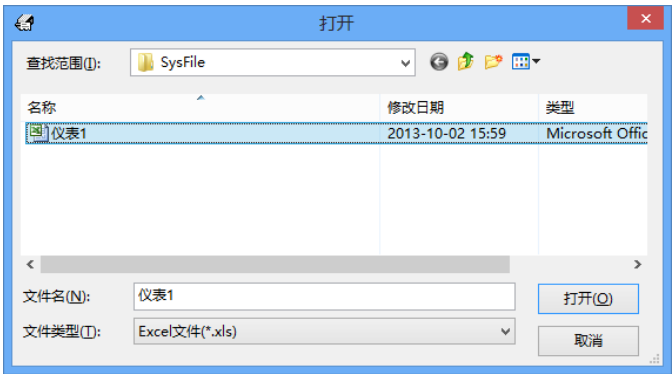 打开
查找范围(I): SysFile
名称 修改日期 类型
仪表1 2013-10-02 15:59 Microsoft Offic
文件名(N): 仪表1 打开(O)
文件类型(T): Excel文件(*.xls) 取消